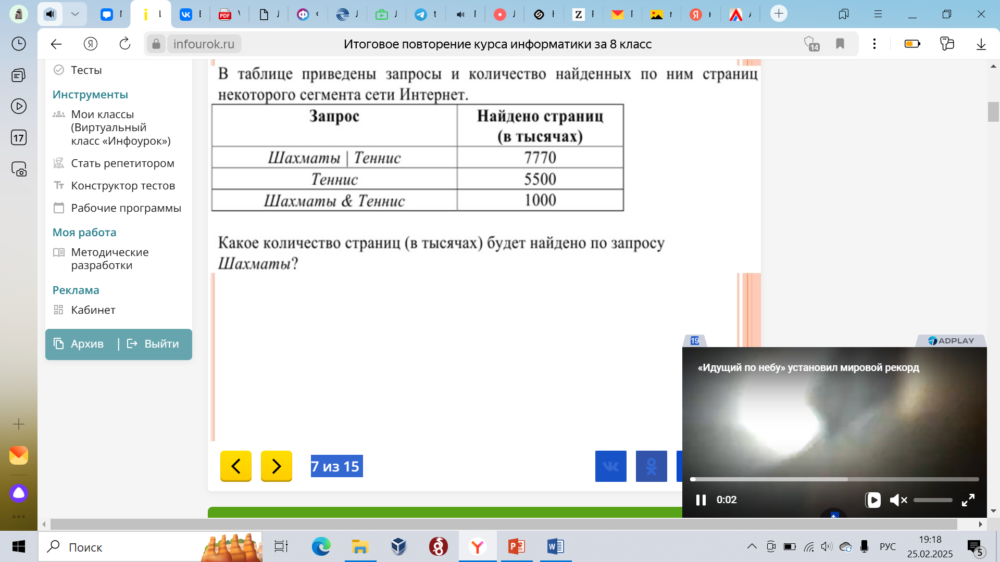 infourok.ru
Итоговое повторение курса информатики за 8 класс
14
17
Тесты
Инструменты
Мои классы
(Виртуальный
класс «Инфоурок»)
Стать репетитором
Конструктор тестов
Рабочие программы
Моя работа
Методические
разработки
Реклама
Кабинет
Архив | Выйти
В таблице приведены запросы и количество найденных по ним страниц
некоторого сегмента сети Интернет.
Запрос
Найдено страниц
(в тысячах)
Шахматы | Теннис
7770
Теннис
5500
Шахматы & Теннис
1000
Какое количество страниц (в тысячах) будет найдено по запросу
Шахматы?
7 из 15
19
ADPLAY
«Идущий по небу» установил мировой рекорд
0:02
Поиск
РУС
19:18
25.02.2025
5